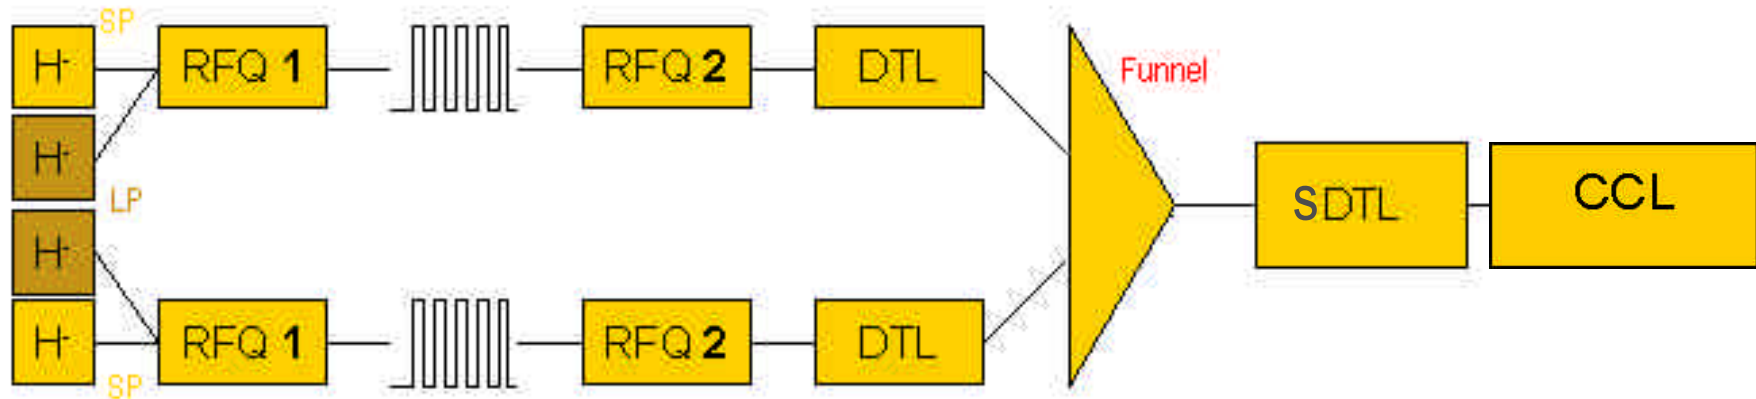 SP
H- RFQ 1 RFQ 2 DTL
Funnel
H+
LP
SDTL CCL
H+
H- RFQ 1 RFQ 2 DTL
SP